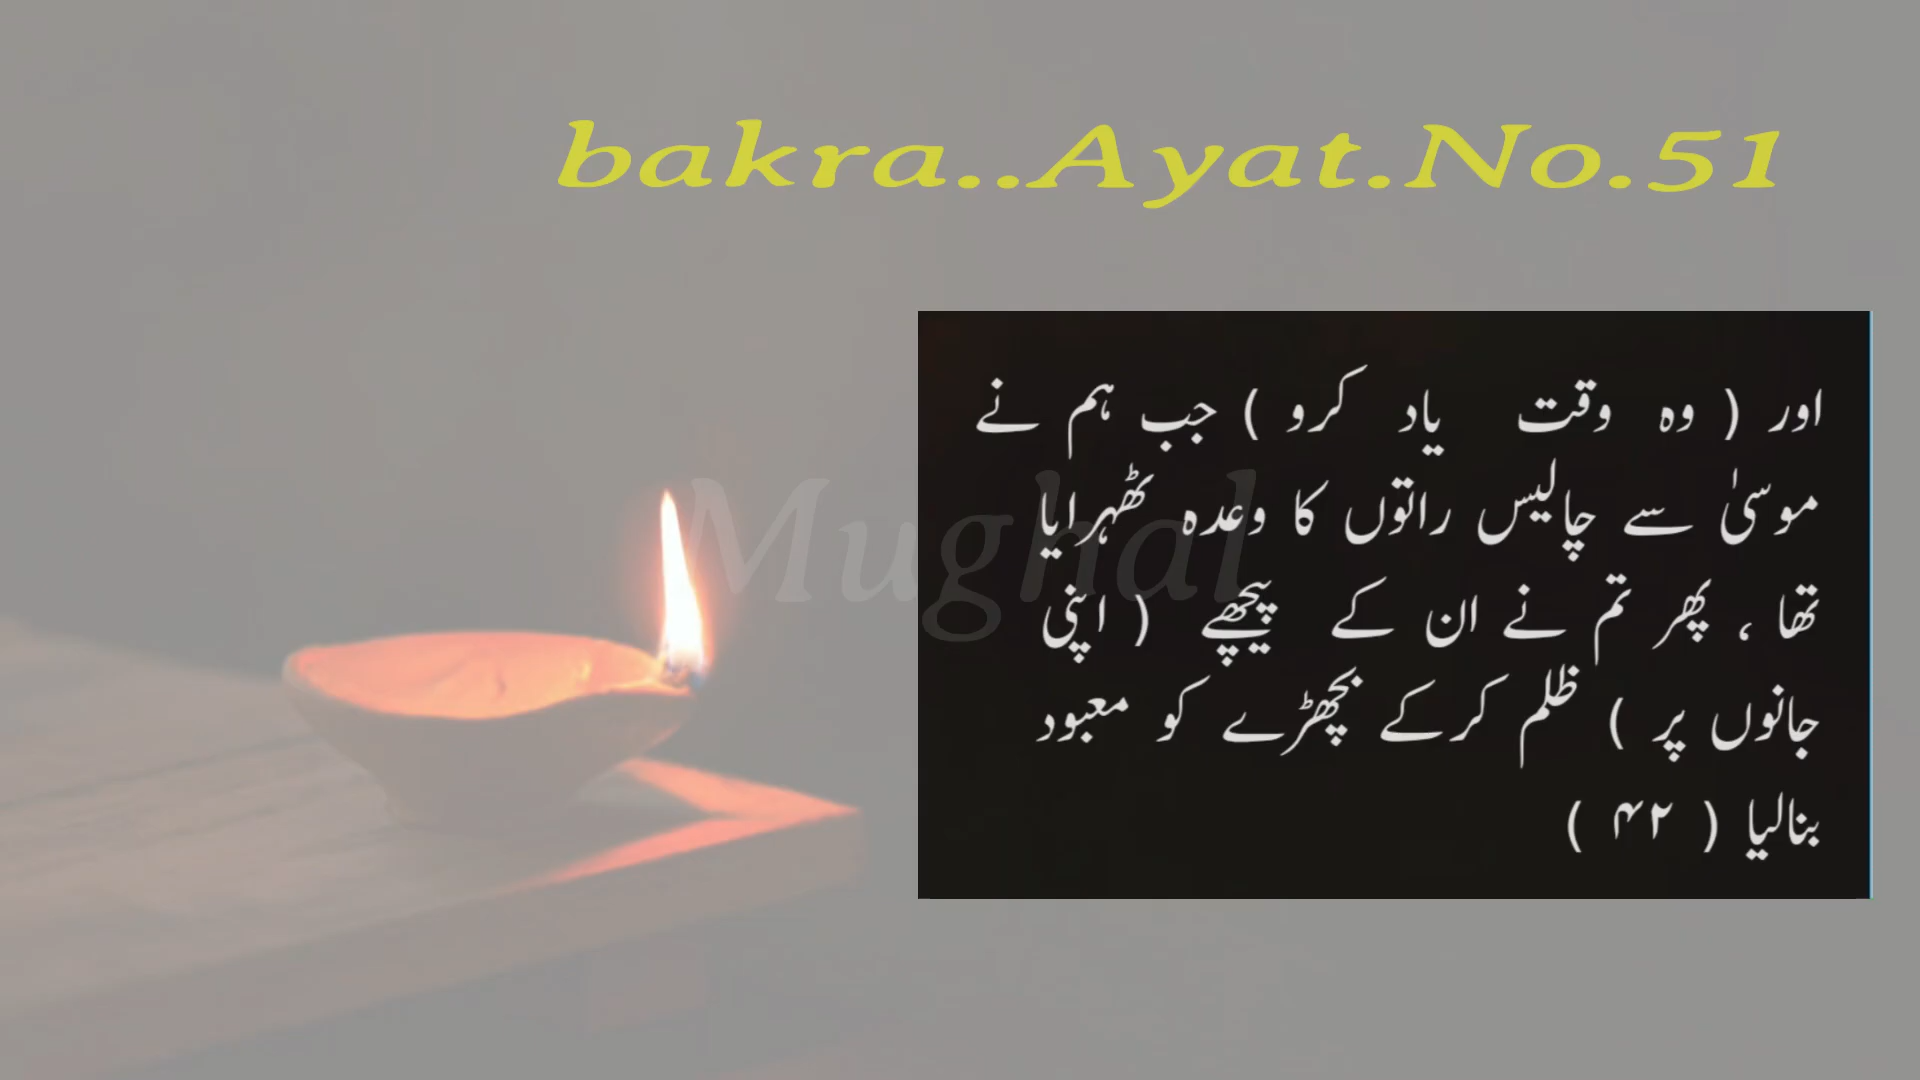 bakra..Ayat.No.51
اور ( وہ وقت یاد کرو ) جب ہم نے
موسیٰ سے چالیس راتوں کا وعدہ ٹھہرایا
تھا ، پھر تم نے ان کے پیچھے ( اپنی
جانوں پر ) ظلم کرکے بچھڑے کو معبود
بنالیا ( ۴۲ )
Mughal